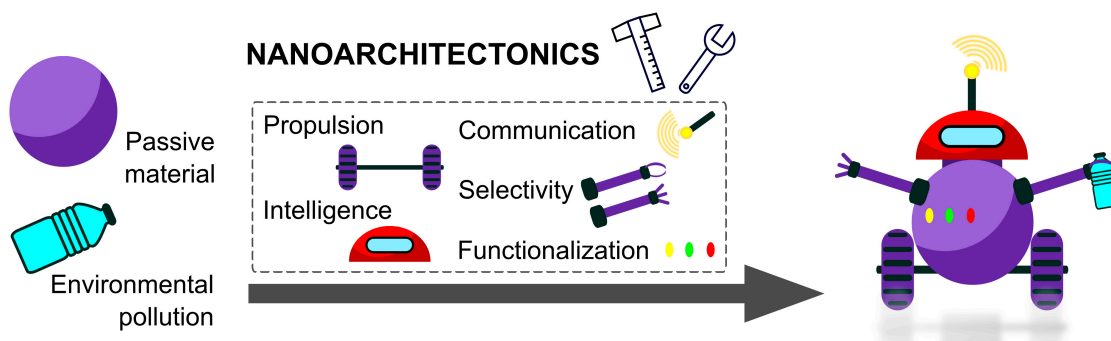 NANOARCHITECTONICS
Passive
material
Environmental
pollution
Propulsion
Communication
Selectivity
Intelligence
Functionalization